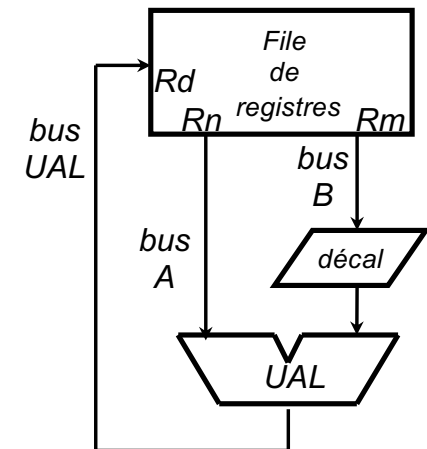 File
de
registres
Rd
Rn
Rm
bus
UAL
bus
B
bus
A
décal
UAL